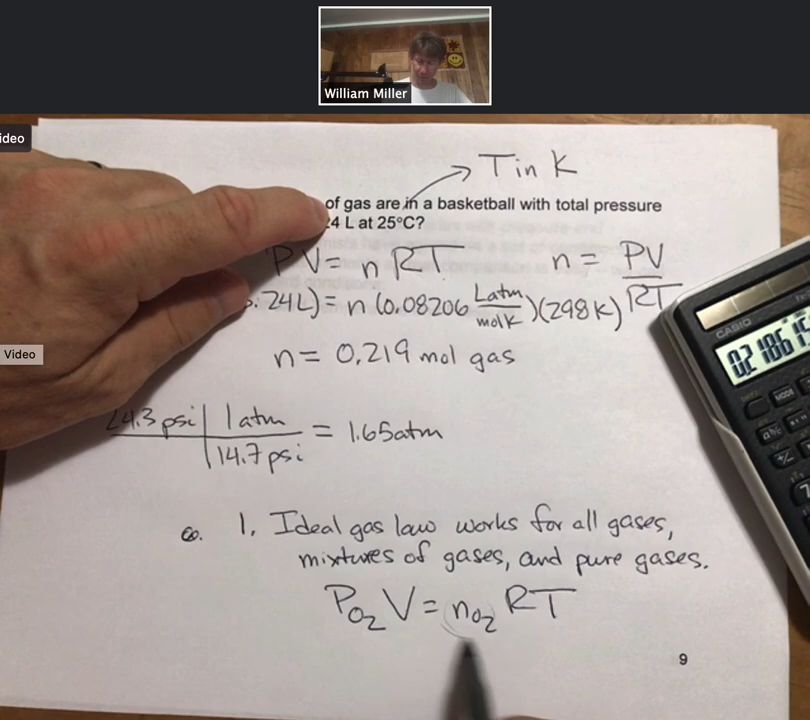 William Miller
ideo
T in K
of gas are in a basketball with total pressure
4 L at 25°C?
PV = nRT n = PV/RT
.24L) = n (0.08206 Latm/molK)(298K)
Video
n = 0.219 mol gas
24.3 psi | 1 atm / 14.7 psi = 1.65 atm
CASIO
MODE
1. Ideal gas law works for all gases,
mixtures of gases, and pure gases.
PO2 V = nO2 RT
9